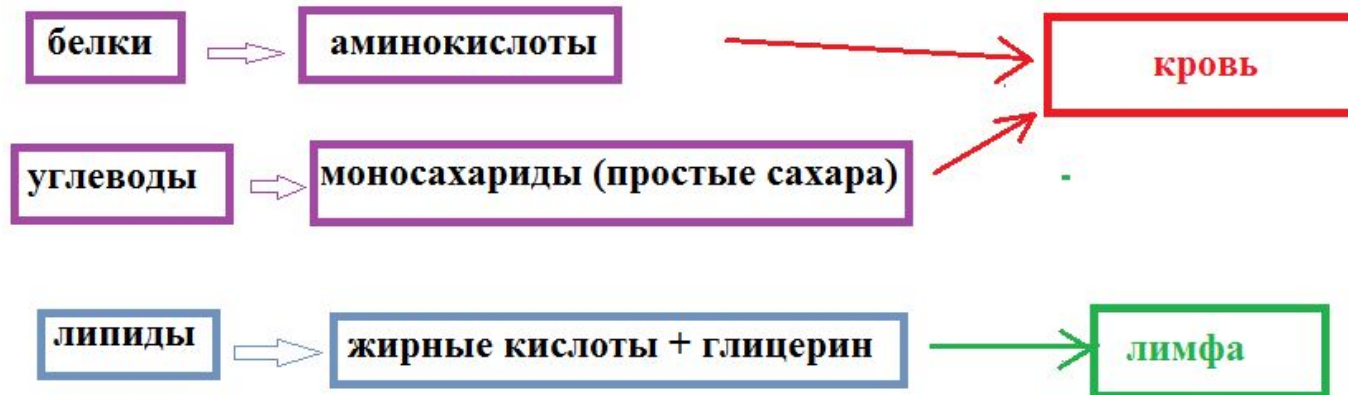 белки
аминокислоты
кровь
углеводы
моносахариды (простые сахара)
липиды
жирные кислоты + глицерин
лимфа